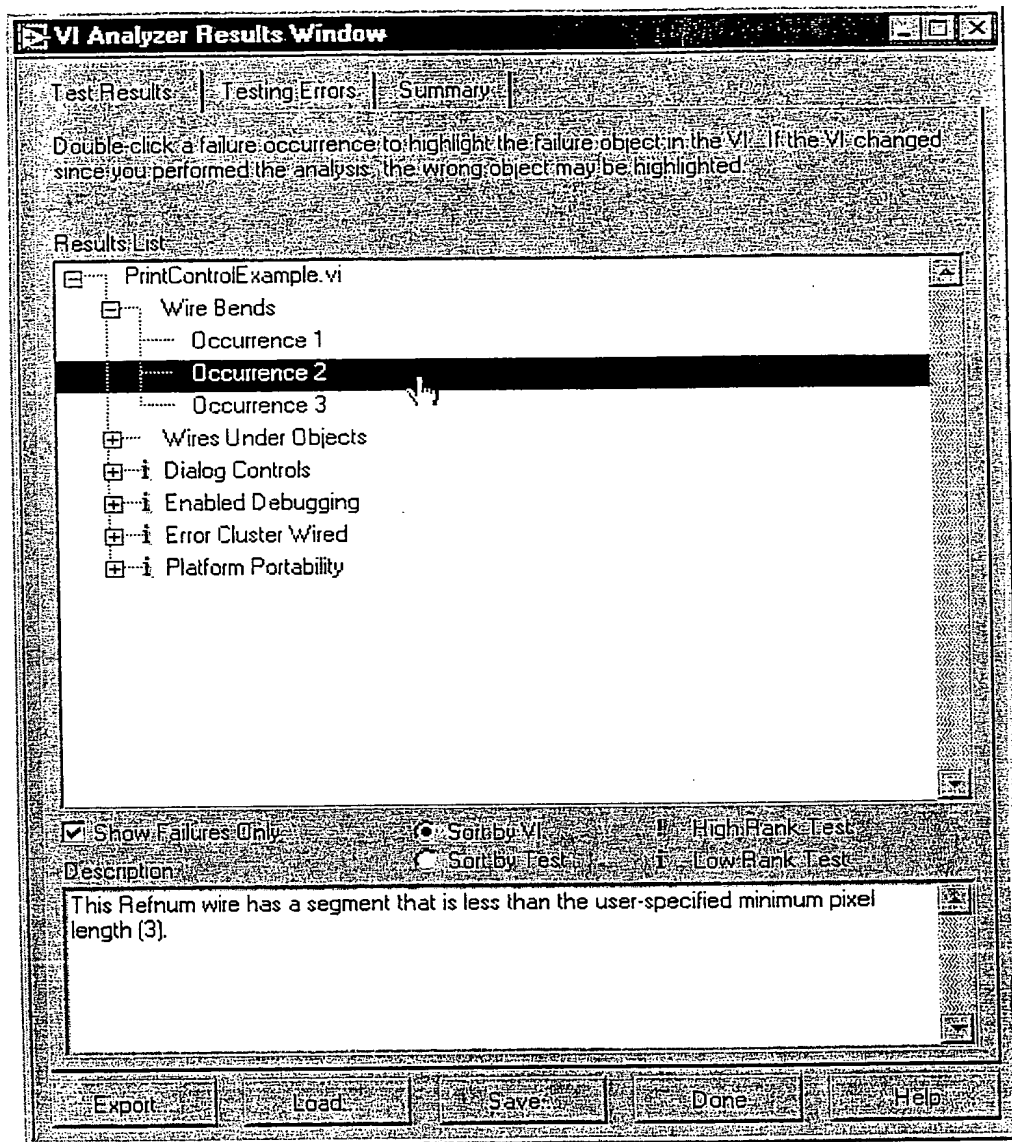 VI Analyzer Results Window
Test Results Testing Errors Summary
Double-click a failure occurrence to highlight the failure object in the VI. If the VI changed
since you performed the analysis, the wrong object may be highlighted.
Results List
PrintControlExample.vi
Wire Bends
Occurrence 1
Occurrence 2
Occurrence 3
Wires Under Objects
i Dialog Controls
i Enabled Debugging
i Error Cluster Wired
i Platform Portability
Show Failures Only Sort by VI !! High Rank Test
Sort by Test i Low Rank Test
Description
This Refnum wire has a segment that is less than the user-specified minimum pixel
length (3).
Export... Load... Save... Done Help